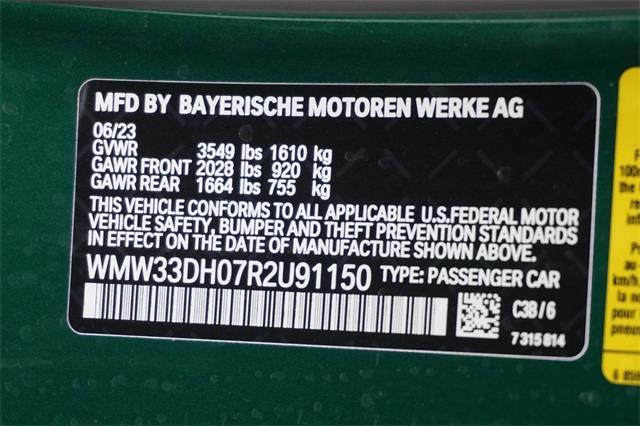 MFD BY BAYERISCHE MOTOREN WERKE AG
06/23
GVWR 3549 lbs 1610 kg
GAWR FRONT 2028 lbs 920 kg
GAWR REAR 1664 lbs 755 kg
THIS VEHICLE CONFORMS TO ALL APPLICABLE U.S.FEDERAL MOTOR
VEHICLE SAFETY, BUMPER AND THEFT PREVENTION STANDARDS
IN EFFECT ON THE DATE OF MANUFACTURE SHOWN ABOVE.
WMW33DH07R2U91150 TYPE: PASSENGER CAR
C3B/6
7315814